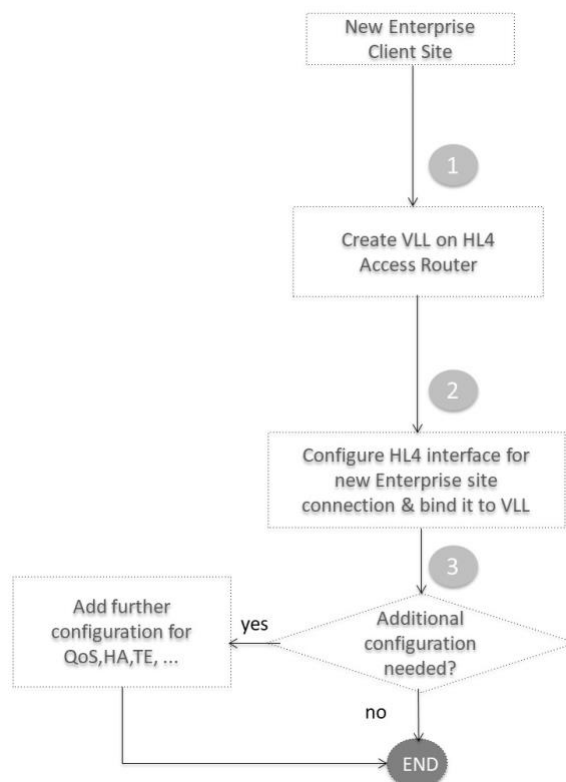 New Enterprise
Client Site
1
Create VLL on HL4
Access Router
2
Configure HL4 interface for
new Enterprise site
connection & bind it to VLL
3
Additional
configuration
needed?
yes
Add further
configuration for
QoS,HA,TE, ...
no
END